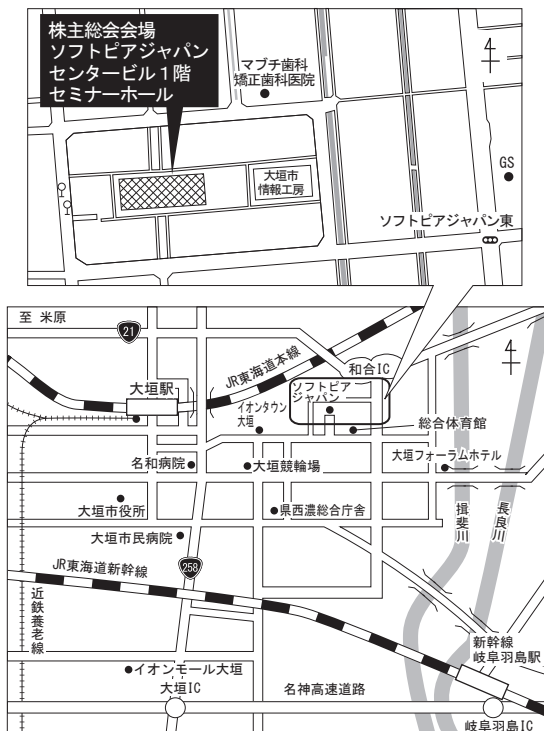 株主総会会場
ソフトピアジャパン
センタービル1階
セミナーホール
マブチ歯科
矯正歯科医院
4
GS
大垣市
情報工房
ソフトピアジャパン東
至 米原
21
JR東海道本線
和合IC
4
大垣駅
ソフトピア
ジャパン
イオンタウン
大垣
総合体育館
名和病院
大垣競輪場
大垣フォーラムホテル
大垣市役所
県西濃総合庁舎
揖斐川
長良川
大垣市民病院
JR東海道新幹線
258
近鉄養老線
新幹線
岐阜羽島駅
イオンモール大垣
大垣IC
名神高速道路
岐阜羽島IC